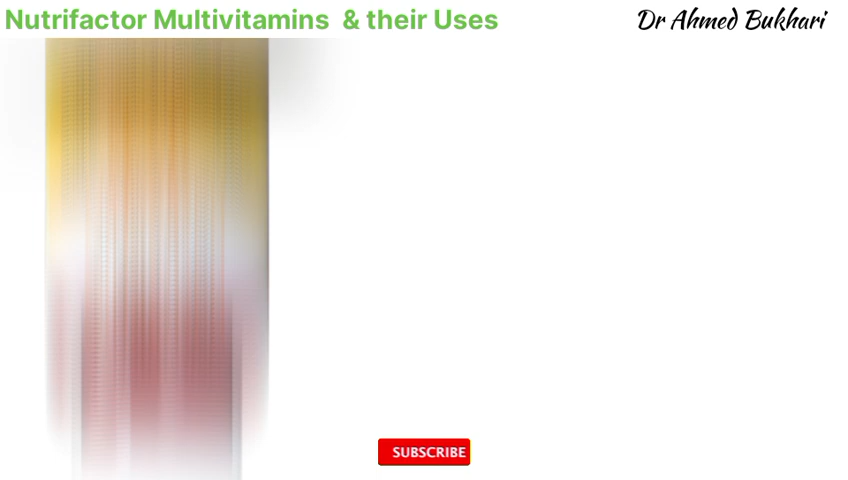 Nutrifactor Multivitamins & their Uses
Dr Ahmed Bukhari
SUBSCRIBE